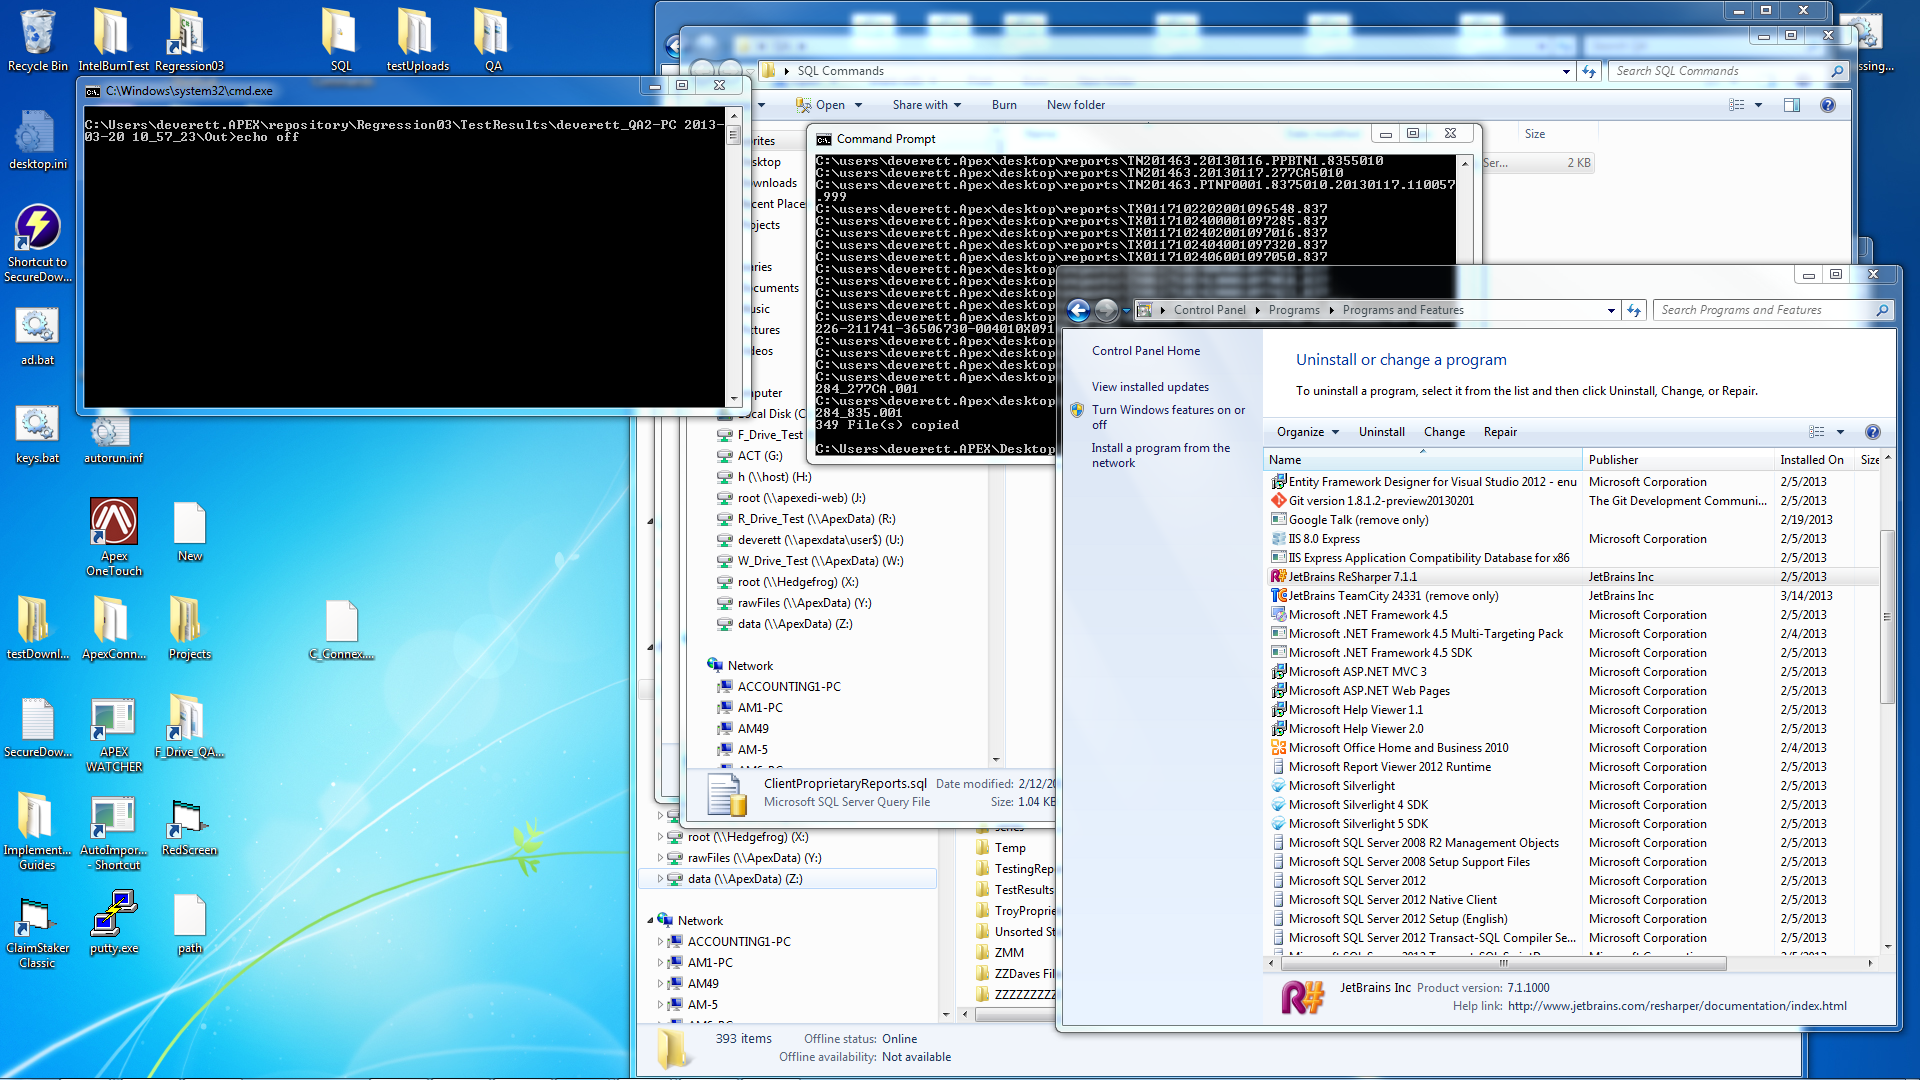 Recycle Bin
IntelBurnTest
Regression03
SQL
testUploads
QA
desktop.ini
Shortcut to
SecureDow...
ad.bat
keys.bat
autorun.inf
Apex
OneTouch
New
testDownl...
ApexConn...
Projects
C_Connex....
SecureDow...
APEX
WATCHER
F_Drive_QA...
Implement...
Guides
AutoImpor...
- Shortcut
RedScreen
ClaimStaker
Classic
putty.exe
path
C:\Windows\system32\cmd.exe
C:\Users\deverett.APEX\repository\Regression03\TestResults\deverett_QA2-PC 2013-
03-20 10_57_23\Out>echo off
SQL Commands
Search SQL Commands
Open
Share with
Burn
New folder
Size
Ser...
2 KB
Command Prompt
C:\users\deverett.Apex\desktop\reports\TN201463.20130116.PPBTN1.8355010
C:\users\deverett.Apex\desktop\reports\TN201463.20130117.277CA5010
C:\users\deverett.Apex\desktop\reports\TN201463.PTNP0001.8375010.20130117.110057
.999
C:\users\deverett.Apex\desktop\reports\TX0117102202001096548.837
C:\users\deverett.Apex\desktop\reports\TX0117102400001097285.837
C:\users\deverett.Apex\desktop\reports\TX0117102402001097016.837
C:\users\deverett.Apex\desktop\reports\TX0117102404001097320.837
C:\users\deverett.Apex\desktop\reports\TX0117102406001097050.837
C:\users\deverett.Apex\desktop
C:\users\deverett.Apex\desktop
C:\users\deverett.Apex\desktop
C:\users\deverett.Apex\desktop
C:\users\deverett.Apex\desktop
226-211741-36506730-004010X091
C:\users\deverett.Apex\desktop
C:\users\deverett.Apex\desktop
C:\users\deverett.Apex\desktop
C:\users\deverett.Apex\desktop
284_277CA.001
C:\users\deverett.Apex\desktop
284_835.001
349 File(s) copied
C:\Users\deverett.APEX\Desktop
rites
sktop
wnloads
cent Place
ojects
ries
cuments
usic
tures
deos
mputer
ocal Disk (C
F_Drive_Test
ACT (G:)
h (\\host) (H:)
root (\\apexedi-web) (J:)
R_Drive_Test (\\ApexData) (R:)
deverett (\\apexdata\user$) (U:)
W_Drive_Test (\\ApexData) (W:)
root (\\Hedgefrog) (X:)
rawFiles (\\ApexData) (Y:)
data (\\ApexData) (Z:)
Network
ACCOUNTING1-PC
AM1-PC
AM49
AM-5
ClientProprietaryReports.sql
Date modified: 2/12/20
Microsoft SQL Server Query File
Size: 1.04 KB
root (\\Hedgefrog) (X:)
rawFiles (\\ApexData) (Y:)
data (\\ApexData) (Z:)
Network
ACCOUNTING1-PC
AM1-PC
AM49
AM-5
series
Temp
TestingRep
TestResults
TroyProprie
Unsorted St
ZMM
ZZDaves Fil
ZZZZZZZZZ
393 items
Offline status: Online
Offline availability: Not available
Control Panel
Programs
Programs and Features
Search Programs and Features
Control Panel Home
View installed updates
Turn Windows features on or
off
Install a program from the
network
Uninstall or change a program
To uninstall a program, select it from the list and then click Uninstall, Change, or Repair.
Organize
Uninstall
Change
Repair
Name
Publisher
Installed On
Size
Entity Framework Designer for Visual Studio 2012 - enu Microsoft Corporation 2/5/2013
Git version 1.8.1.2-preview20130201 The Git Development Communi... 2/5/2013
Google Talk (remove only) 2/19/2013
IIS 8.0 Express Microsoft Corporation 2/5/2013
IIS Express Application Compatibility Database for x86 2/5/2013
JetBrains ReSharper 7.1.1 JetBrains Inc 2/5/2013
JetBrains TeamCity 24331 (remove only) JetBrains Inc 3/14/2013
Microsoft .NET Framework 4.5 Microsoft Corporation 2/5/2013
Microsoft .NET Framework 4.5 Multi-Targeting Pack Microsoft Corporation 2/4/2013
Microsoft .NET Framework 4.5 SDK Microsoft Corporation 2/5/2013
Microsoft ASP.NET MVC 3 Microsoft Corporation 2/5/2013
Microsoft ASP.NET Web Pages Microsoft Corporation 2/5/2013
Microsoft Help Viewer 1.1 Microsoft Corporation 2/5/2013
Microsoft Help Viewer 2.0 Microsoft Corporation 2/5/2013
Microsoft Office Home and Business 2010 Microsoft Corporation 2/4/2013
Microsoft Report Viewer 2012 Runtime Microsoft Corporation 2/5/2013
Microsoft Silverlight Microsoft Corporation 2/5/2013
Microsoft Silverlight 4 SDK Microsoft Corporation 2/5/2013
Microsoft Silverlight 5 SDK Microsoft Corporation 2/5/2013
Microsoft SQL Server 2008 R2 Management Objects Microsoft Corporation 2/5/2013
Microsoft SQL Server 2008 Setup Support Files Microsoft Corporation 2/5/2013
Microsoft SQL Server 2012 Microsoft Corporation 2/5/2013
Microsoft SQL Server 2012 Native Client Microsoft Corporation 2/5/2013
Microsoft SQL Server 2012 Setup (English) Microsoft Corporation 2/5/2013
Microsoft SQL Server 2012 Transact-SQL Compiler Se... Microsoft Corporation 2/5/2013
JetBrains Inc Product version: 7.1.1000
Help link: http://www.jetbrains.com/resharper/documentation/index.html
ssing...